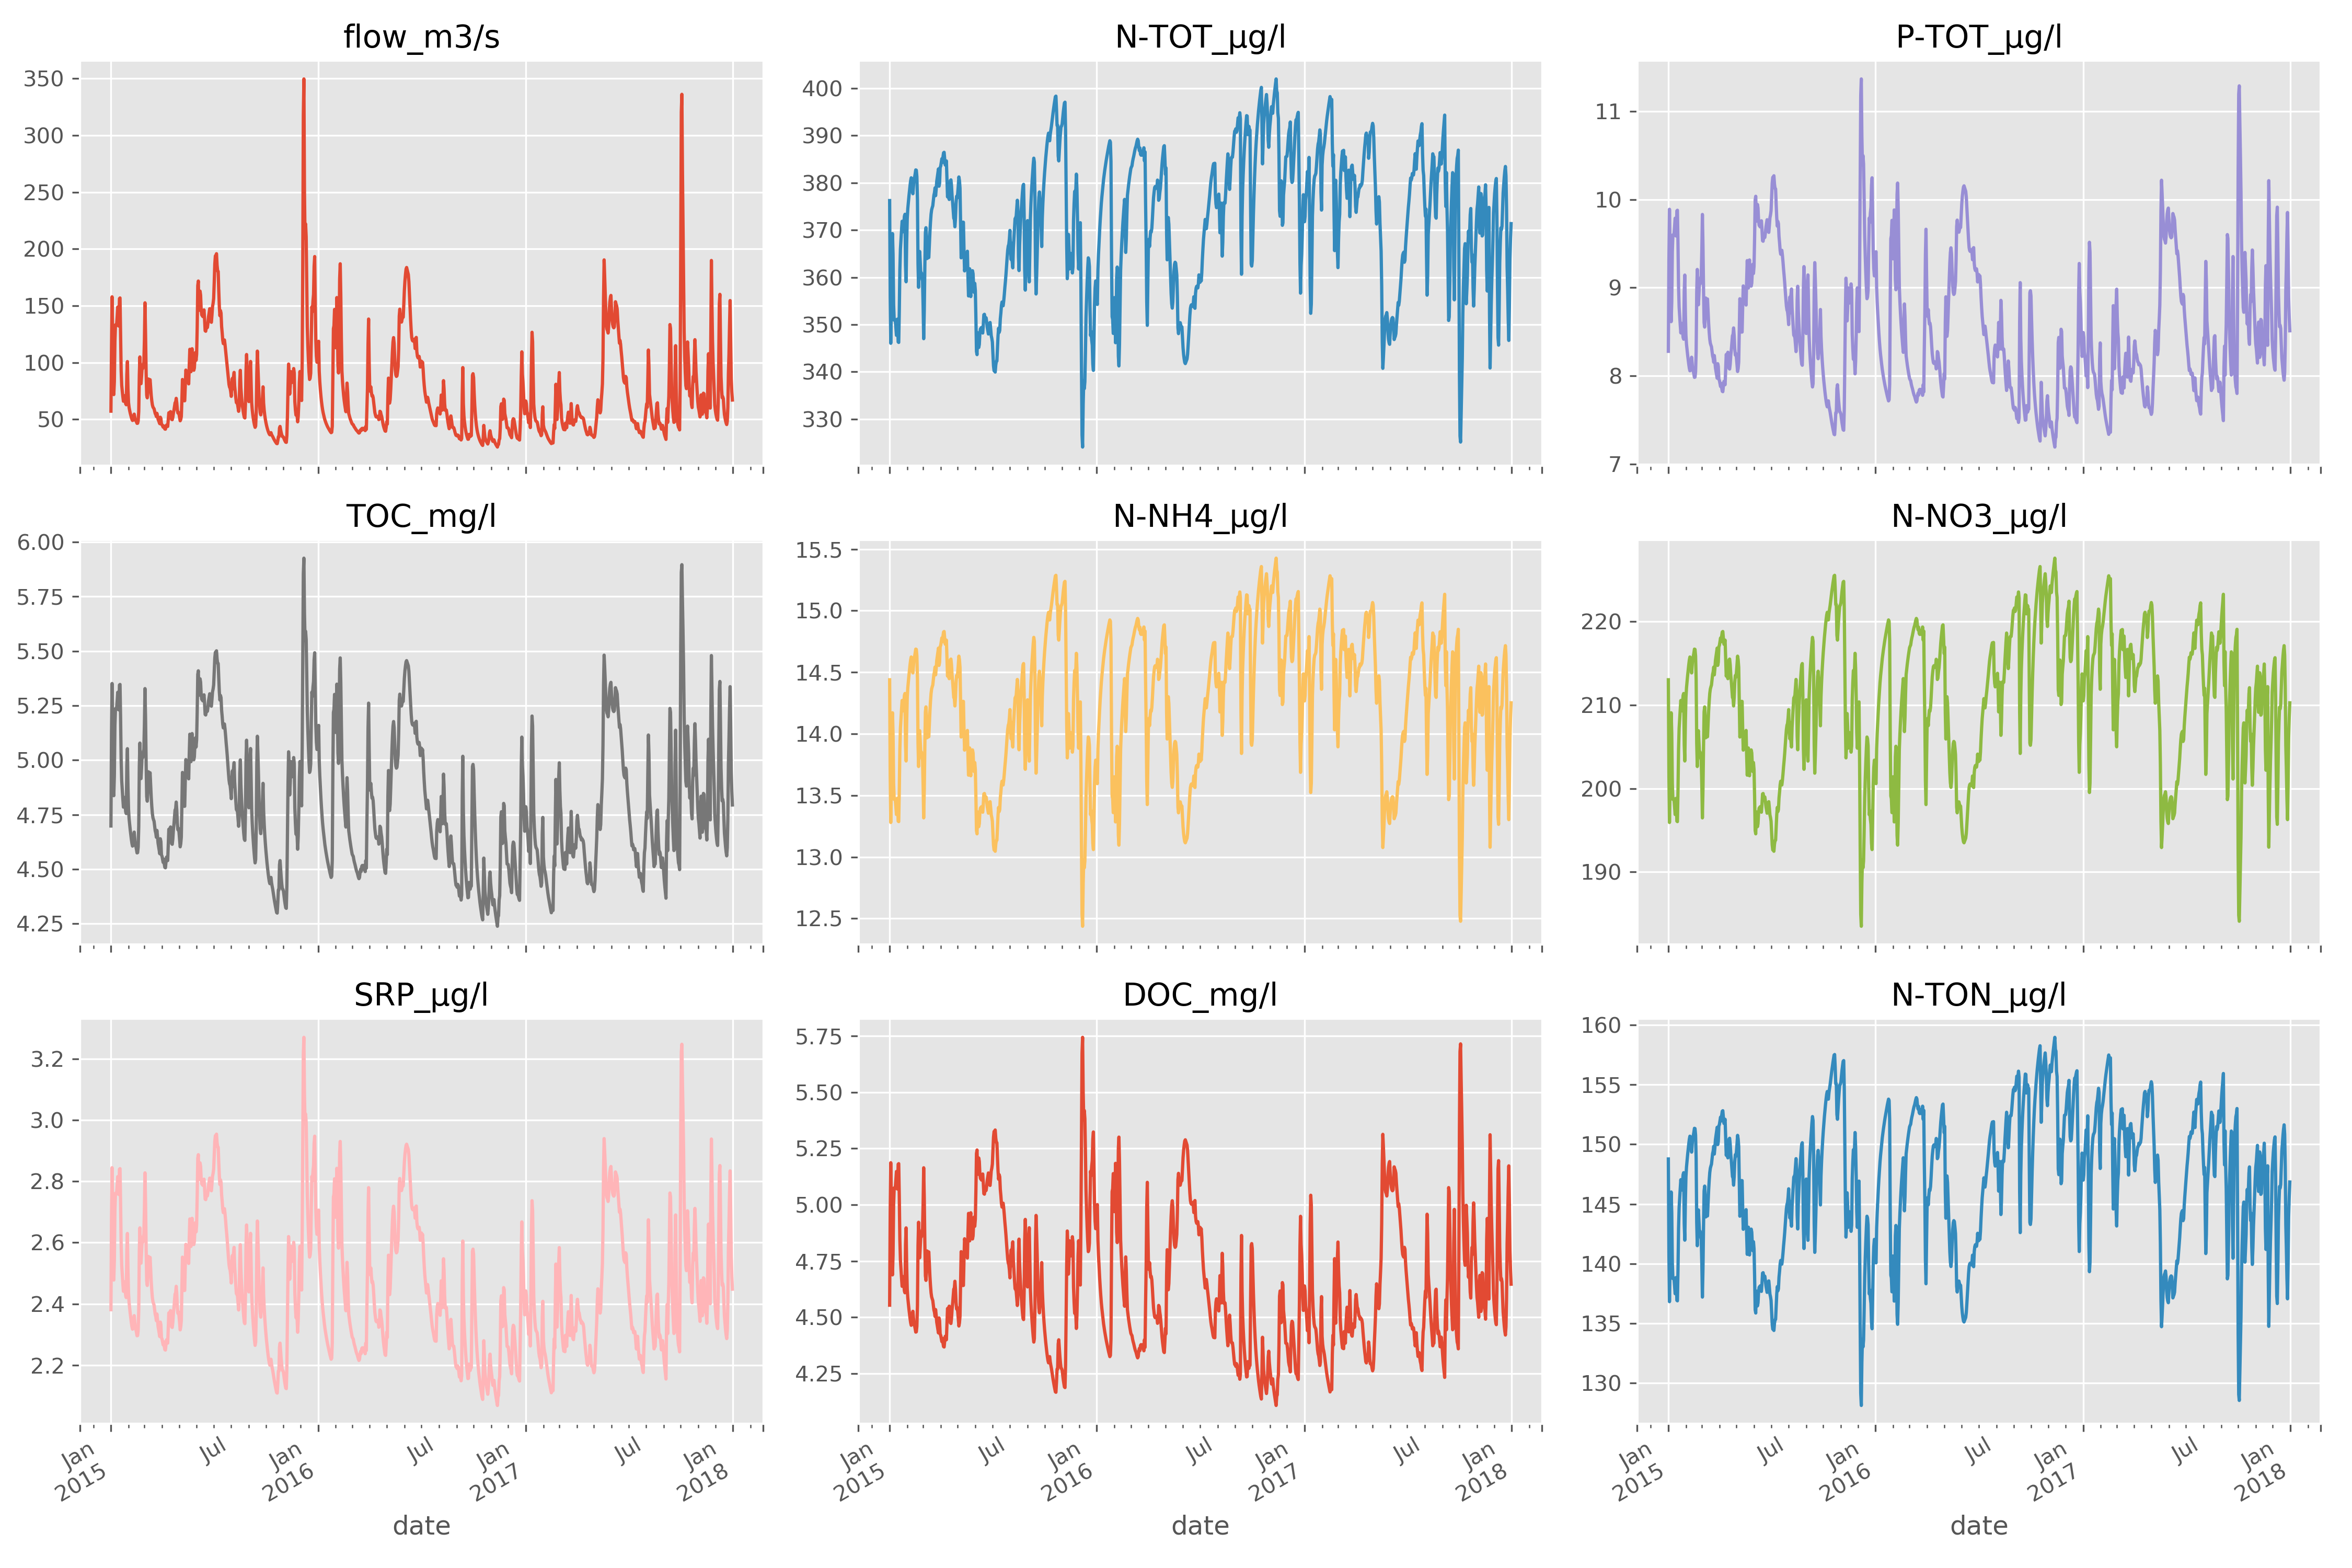 flow_m3/s
350
300
250
200
150
100
50
N-TOT_µg/l
400
390
380
370
360
350
340
330
P-TOT_µg/l
11
10
9
8
7
TOC_mg/l
6.00
5.75
5.50
5.25
5.00
4.75
4.50
4.25
N-NH4_µg/l
15.5
15.0
14.5
14.0
13.5
13.0
12.5
N-NO3_µg/l
220
210
200
190
SRP_µg/l
3.2
3.0
2.8
2.6
2.4
2.2
Jan
2015
Jul
Jan
2016
Jul
Jan
2017
Jul
Jan
2018
date
DOC_mg/l
5.75
5.50
5.25
5.00
4.75
4.50
4.25
Jan
2015
Jul
Jan
2016
Jul
Jan
2017
Jul
Jan
2018
date
N-TON_µg/l
160
155
150
145
140
135
130
Jan
2015
Jul
Jan
2016
Jul
Jan
2017
Jul
Jan
2018
date